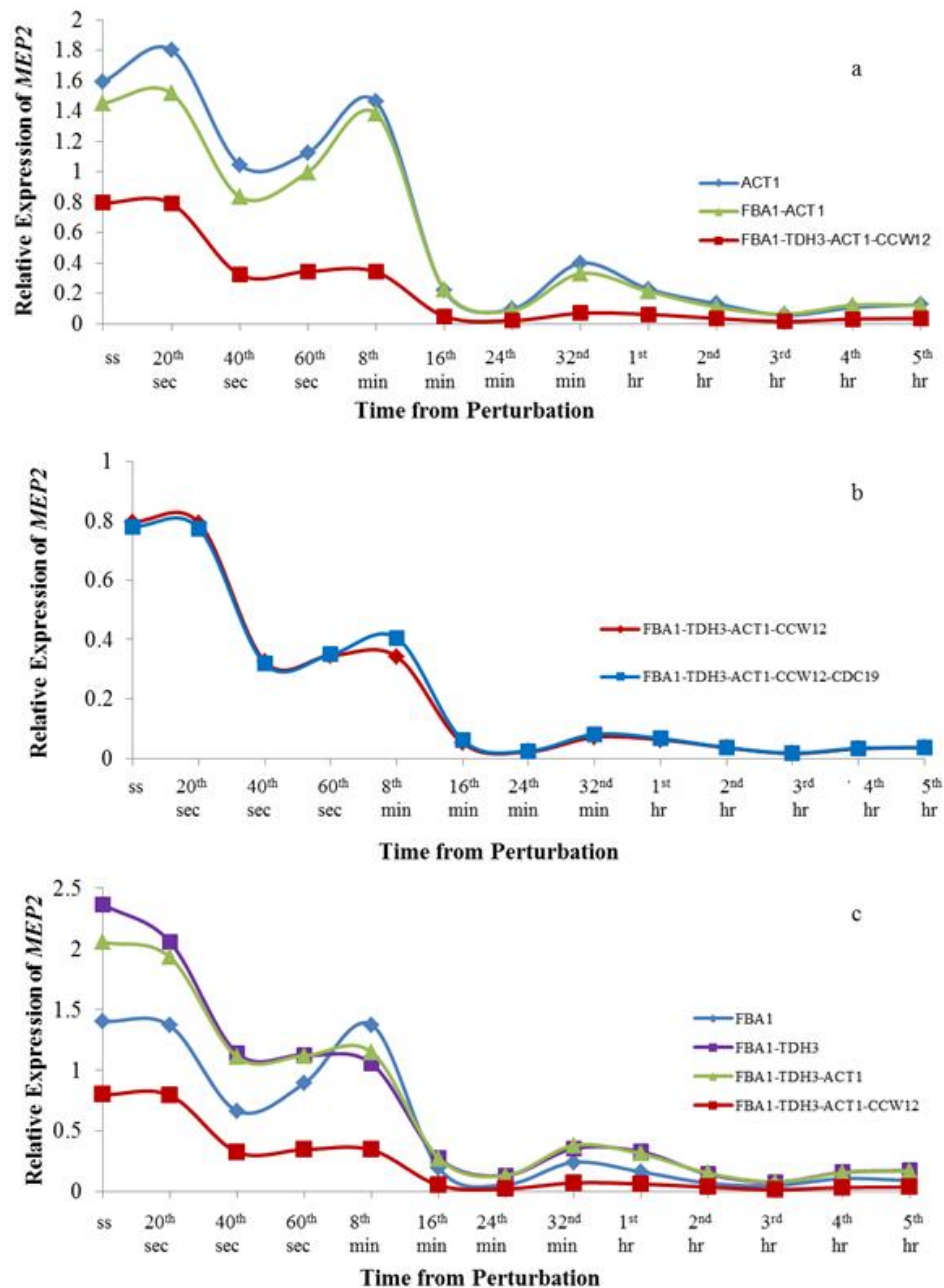 a
Relative Expression of MEP2
2
1.8
1.6
1.4
1.2
1
0.8
0.6
0.4
0.2
0
ACT1
FBA1-ACT1
FBA1-TDH3-ACT1-CCW12
ss 20th 40th 60th 8th 16th 24th 32nd 1st 2nd 3rd 4th 5th
sec sec sec min min min min hr hr hr hr hr
Time from Perturbation
b
Relative Expression of MEP2
1
0.8
0.6
0.4
0.2
0
FBA1-TDH3-ACT1-CCW12
FBA1-TDH3-ACT1-CCW12-CDC19
ss 20th 40th 60th 8th 16th 24th 32nd 1st 2nd 3rd 4th 5th
sec sec sec min min min min hr hr hr hr hr
Time from Perturbation
c
Relative Expression of MEP2
2.5
2
1.5
1
0.5
0
FBA1
FBA1-TDH3
FBA1-TDH3-ACT1
FBA1-TDH3-ACT1-CCW12
ss 20th 40th 60th 8th 16th 24th 32nd 1st 2nd 3rd 4th 5th
sec sec sec min min min min hr hr hr hr hr
Time from Perturbation